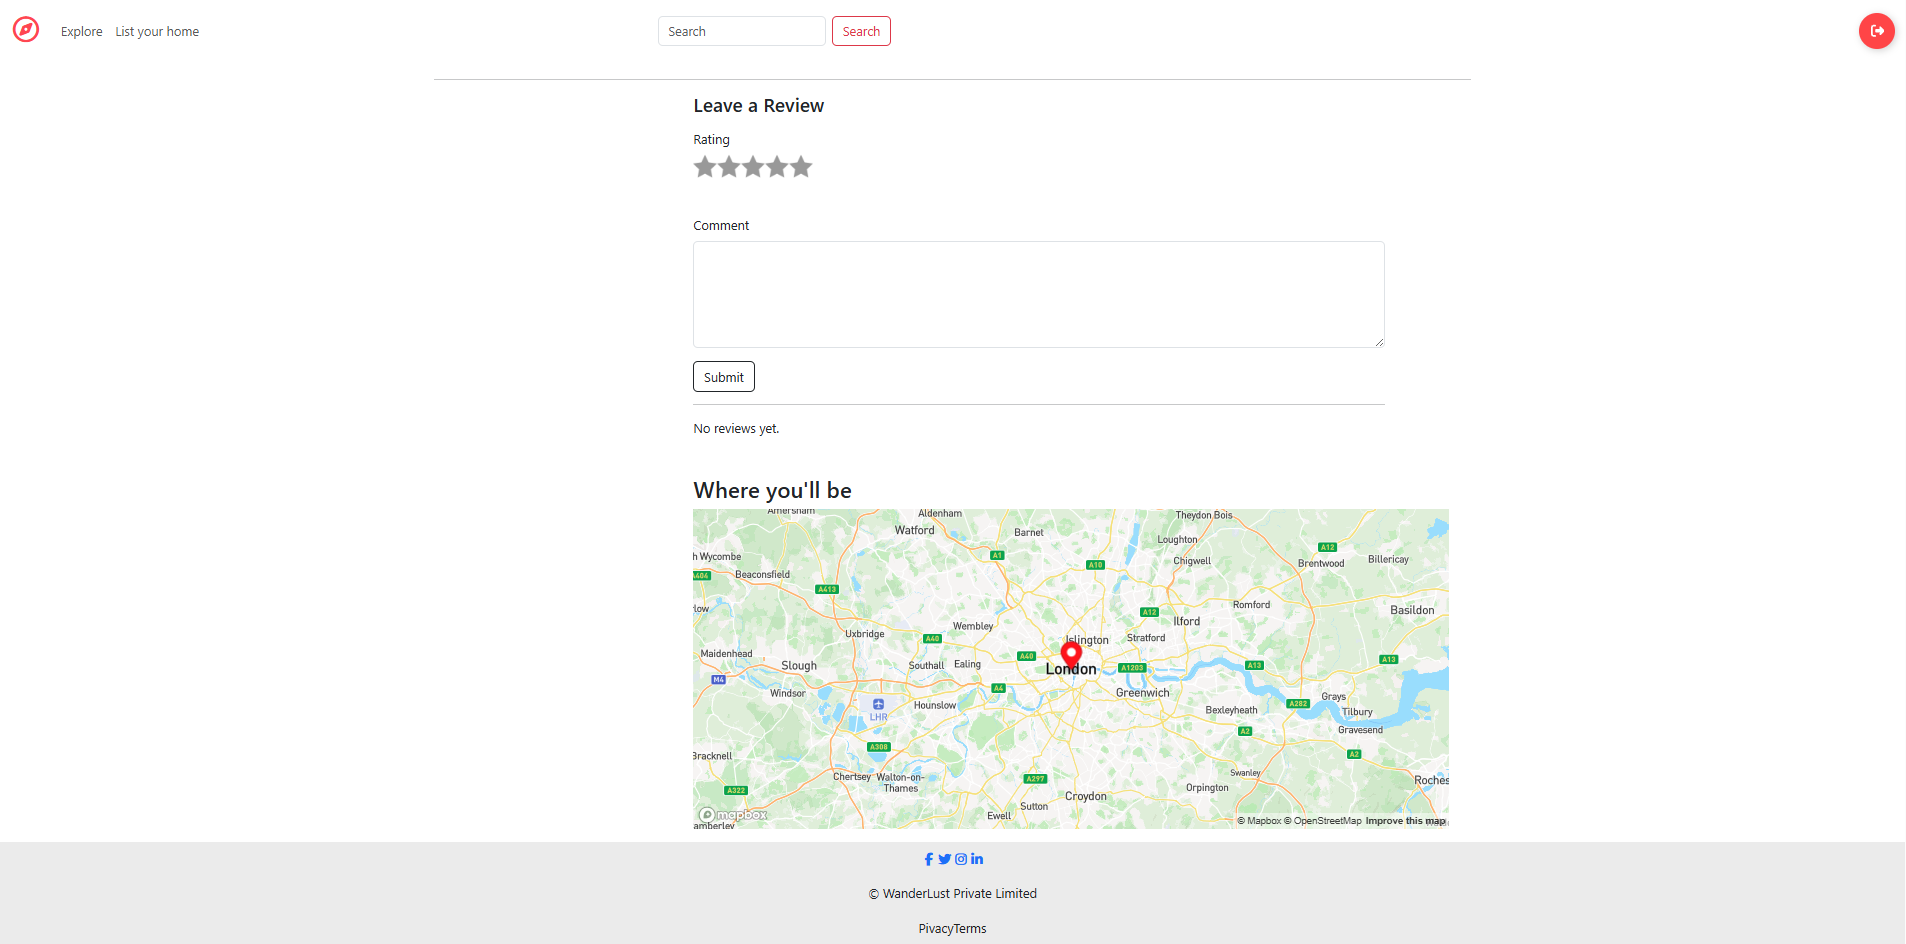 Explore List your home Search Search
Leave a Review
Rating
Comment
Submit
No reviews yet.
Where you'll be
Amersham Aldenham Theydon Bois
Watford Barnet Loughton
A1 A12
Wycombe A10 Chigwell Brentwood Billericay
A404 Beaconsfield
A413
A12 Romford Basildon
Wembley Ilford
Uxbridge A40 Islington Stratford
Maidenhead A40 A13
Slough Southall Ealing London A1203 A13
M4 A4
Windsor Greenwich Grays
LHR Hounslow Bexleyheath A282 Tilbury
A2 Gravesend
A308 A2
Bracknell
Chertsey Walton-on-Thames A297 Swanley Roches
A322 Croydon Orpington
Sutton
mapbox Ewell © Mapbox © OpenStreetMap Improve this map
amberley
© WanderLust Private Limited
PivacyTerms